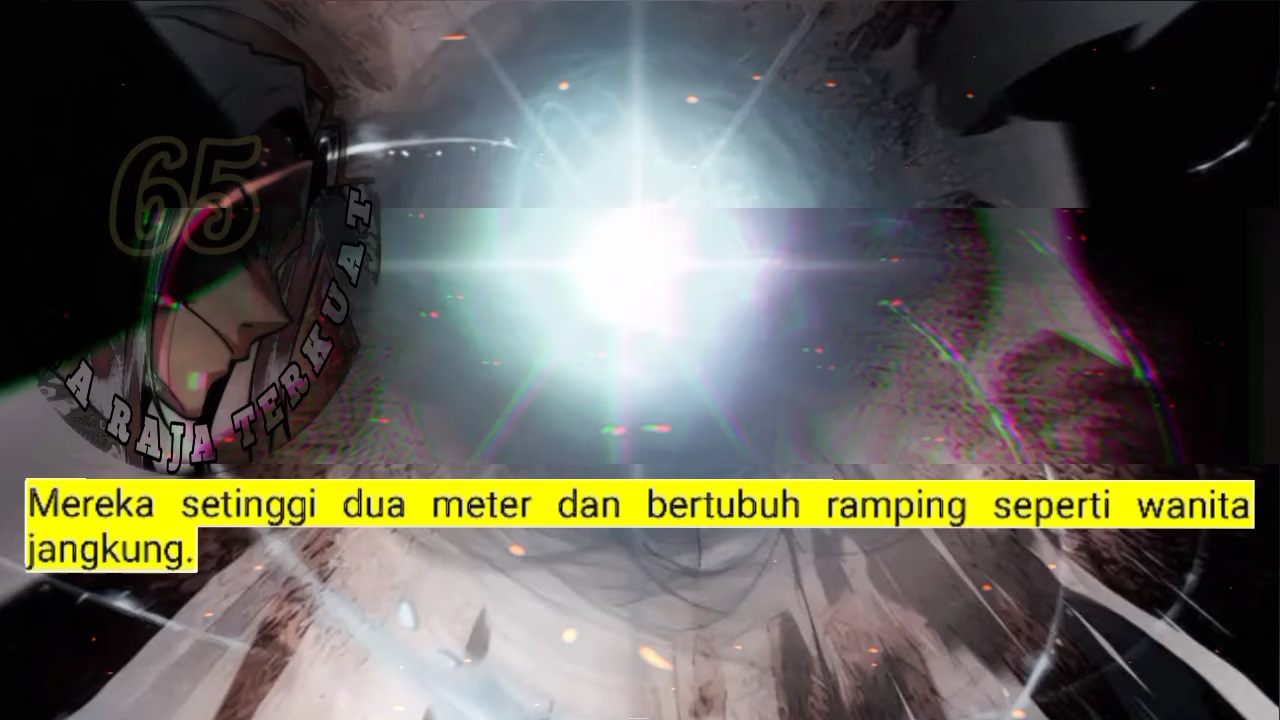 65
A RAJA TERKUAT
Mereka setinggi dua meter dan bertubuh ramping seperti wanita
jangkung.